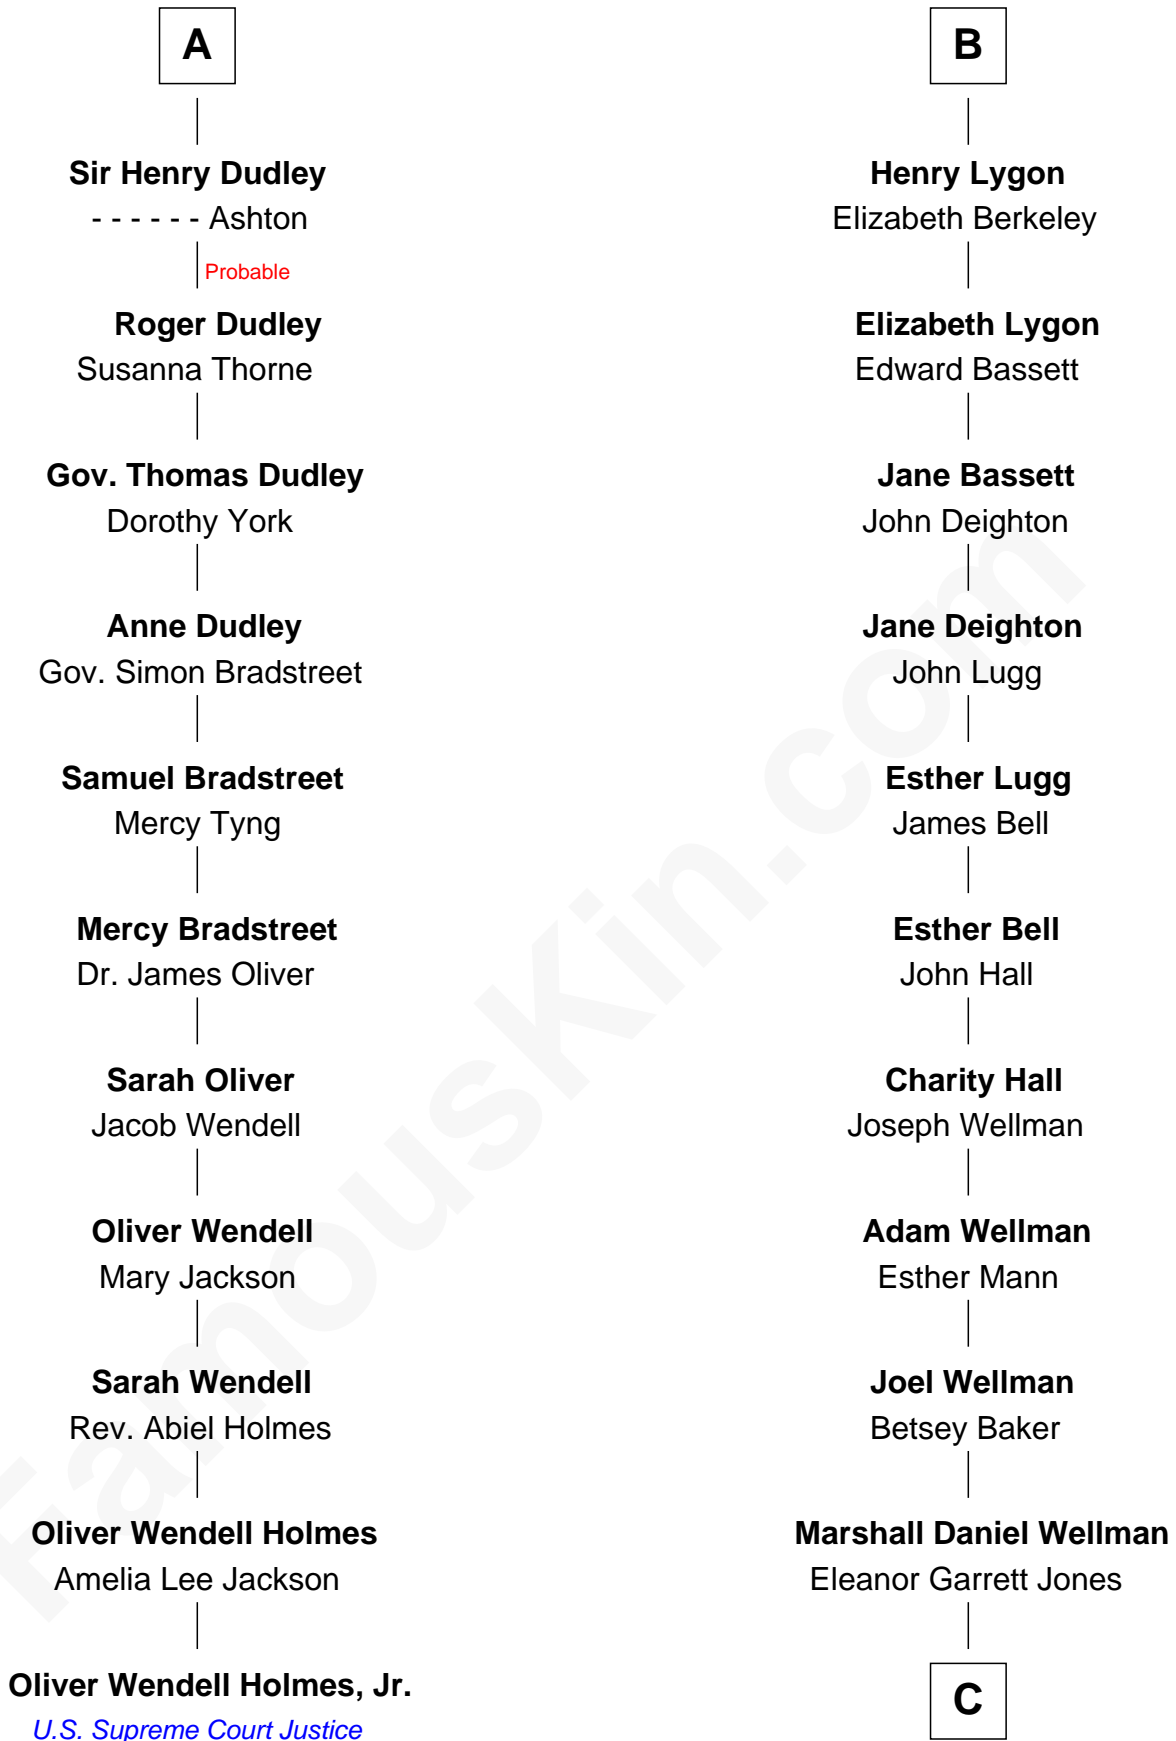 A
Sir Henry Dudley
- - - - - - Ashton
Probable
Roger Dudley
Susanna Thorne
Gov. Thomas Dudley
Dorothy York
Anne Dudley
Gov. Simon Bradstreet
Samuel Bradstreet
Mercy Tyng
Mercy Bradstreet
Dr. James Oliver
Sarah Oliver
Jacob Wendell
Oliver Wendell
Mary Jackson
Sarah Wendell
Rev. Abiel Holmes
Oliver Wendell Holmes
Amelia Lee Jackson
Oliver Wendell Holmes, Jr.
U.S. Supreme Court Justice
B
Henry Lygon
Elizabeth Berkeley
Elizabeth Lygon
Edward Bassett
Jane Bassett
John Deighton
Jane Deighton
John Lugg
Esther Lugg
James Bell
Esther Bell
John Hall
Charity Hall
Joseph Wellman
Adam Wellman
Esther Mann
Joel Wellman
Betsey Baker
Marshall Daniel Wellman
Eleanor Garrett Jones
C
FamousKin.com